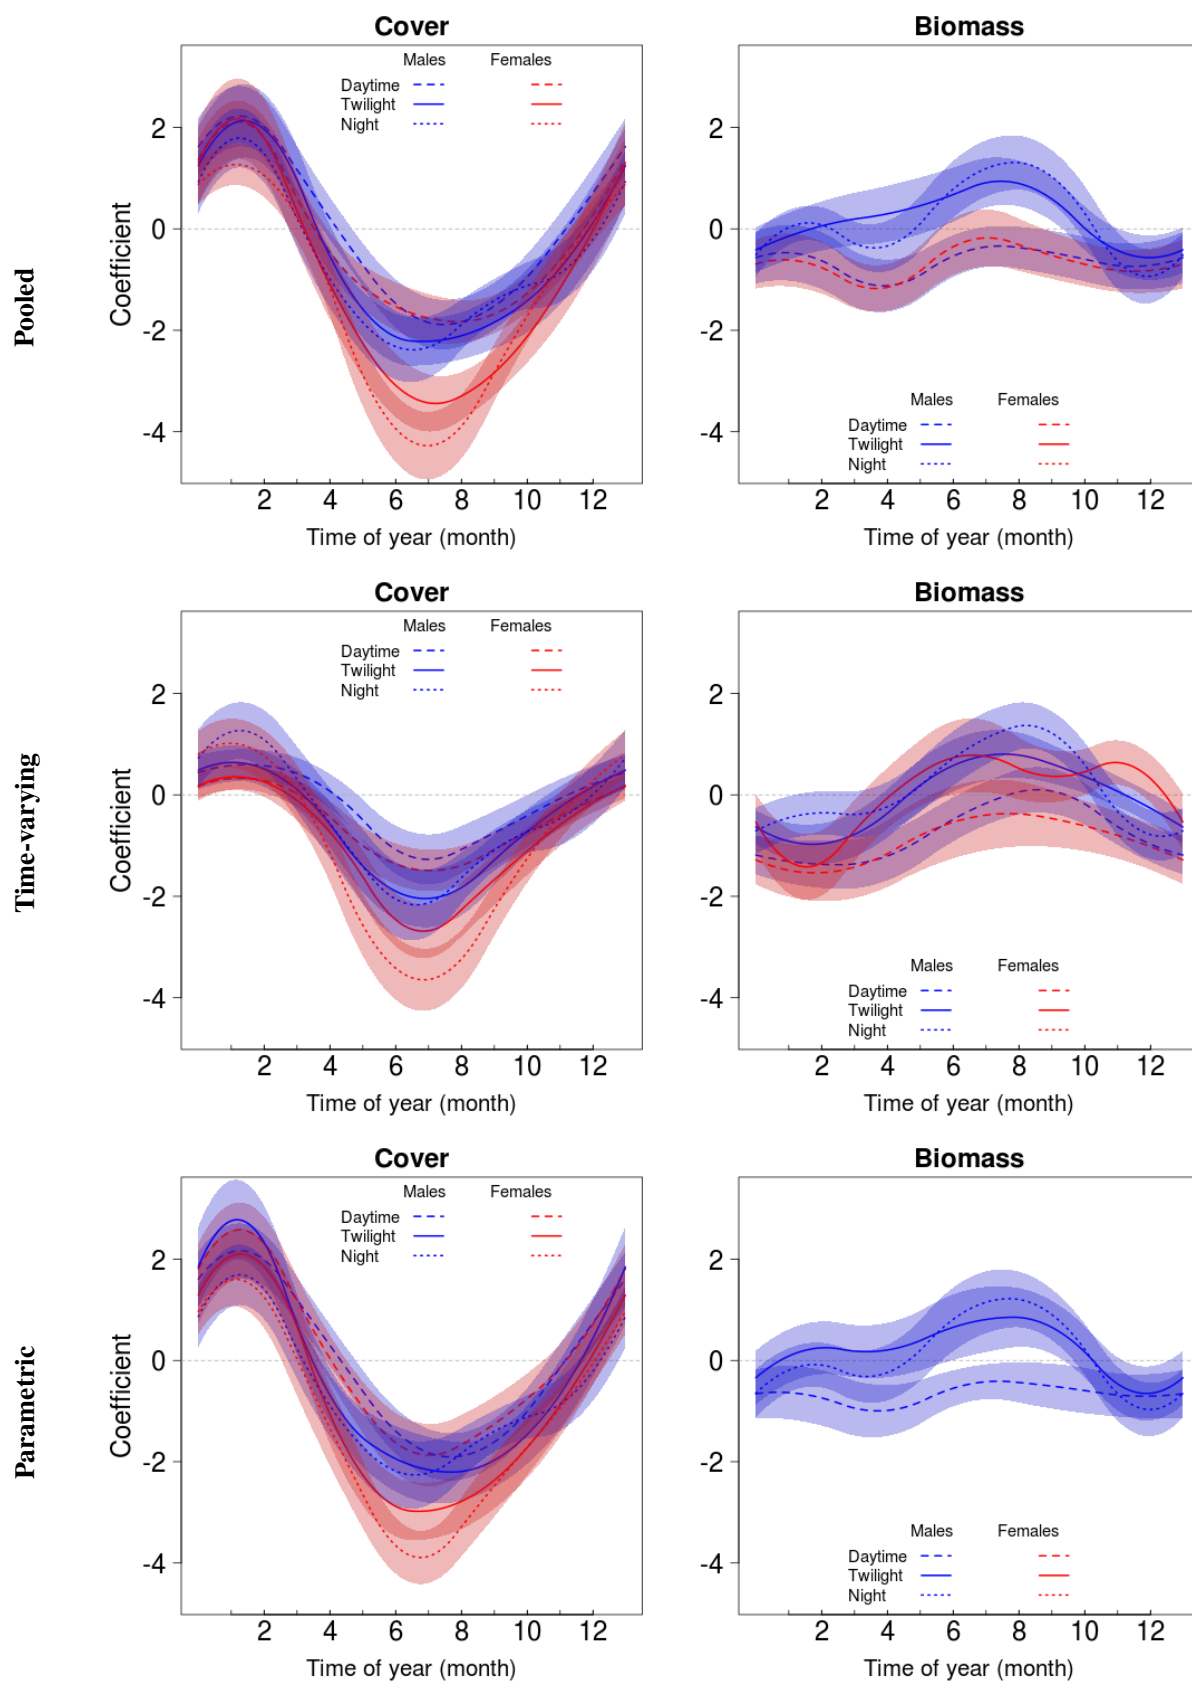 Cover
Biomass
Pooled
Coefficient
Males Females
Daytime
Twilight
Night
2
0
-2
-4
2 4 6 8 10 12
Time of year (month)
2
0
-2
-4
Males Females
Daytime
Twilight
Night
2 4 6 8 10 12
Time of year (month)
Cover
Biomass
Time-varying
Coefficient
Males Females
Daytime
Twilight
Night
2
0
-2
-4
2 4 6 8 10 12
Time of year (month)
2
0
-2
-4
Males Females
Daytime
Twilight
Night
2 4 6 8 10 12
Time of year (month)
Cover
Biomass
Parametric
Coefficient
Males Females
Daytime
Twilight
Night
2
0
-2
-4
2 4 6 8 10 12
Time of year (month)
2
0
-2
-4
Males Females
Daytime
Twilight
Night
2 4 6 8 10 12
Time of year (month)